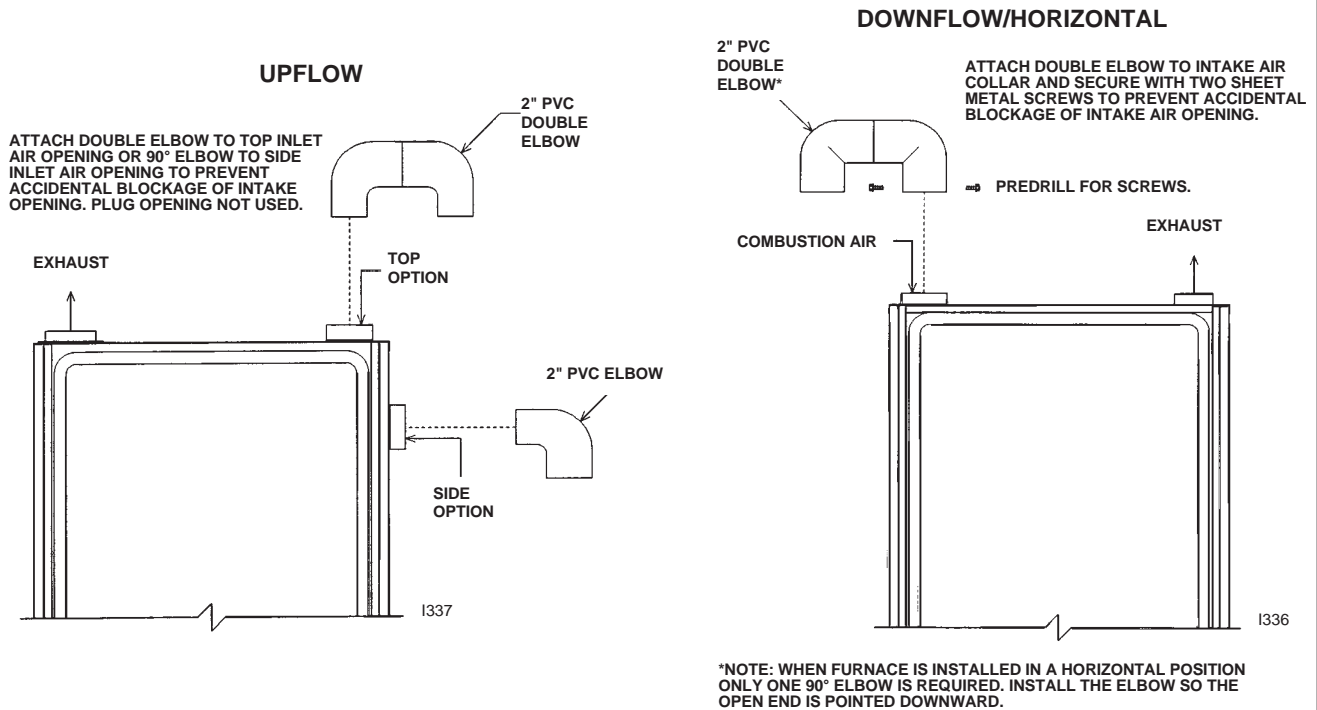 UPFLOW
ATTACH DOUBLE ELBOW TO TOP INLET
AIR OPENING OR 90° ELBOW TO SIDE
INLET AIR OPENING TO PREVENT
ACCIDENTAL BLOCKAGE OF INTAKE
OPENING. PLUG OPENING NOT USED.
2" PVC
DOUBLE
ELBOW
EXHAUST
TOP
OPTION
2" PVC ELBOW
SIDE
OPTION
I337
DOWNFLOW/HORIZONTAL
2" PVC
DOUBLE
ELBOW*
ATTACH DOUBLE ELBOW TO INTAKE AIR
COLLAR AND SECURE WITH TWO SHEET
METAL SCREWS TO PREVENT ACCIDENTAL
BLOCKAGE OF INTAKE AIR OPENING.
PREDRILL FOR SCREWS.
COMBUSTION AIR
EXHAUST
I336
*NOTE: WHEN FURNACE IS INSTALLED IN A HORIZONTAL POSITION
ONLY ONE 90° ELBOW IS REQUIRED. INSTALL THE ELBOW SO THE
OPEN END IS POINTED DOWNWARD.